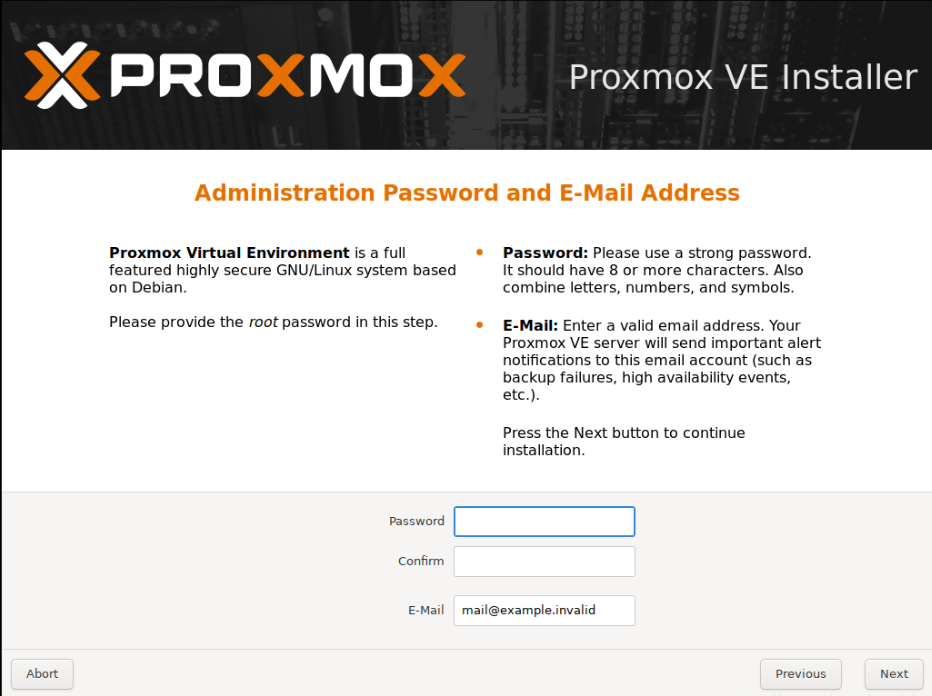 PROXMOX
Proxmox VE Installer
Administration Password and E-Mail Address
Proxmox Virtual Environment is a full
featured highly secure GNU/Linux system based
on Debian.
Please provide the root password in this step.
Password: Please use a strong password.
It should have 8 or more characters. Also
combine letters, numbers, and symbols.
E-Mail: Enter a valid email address. Your
Proxmox VE server will send important alert
notifications to this email account (such as
backup failures, high availability events,
etc.).
Press the Next button to continue
installation.
Password
Confirm
E-Mail mail@example.invalid
Abort Previous Next